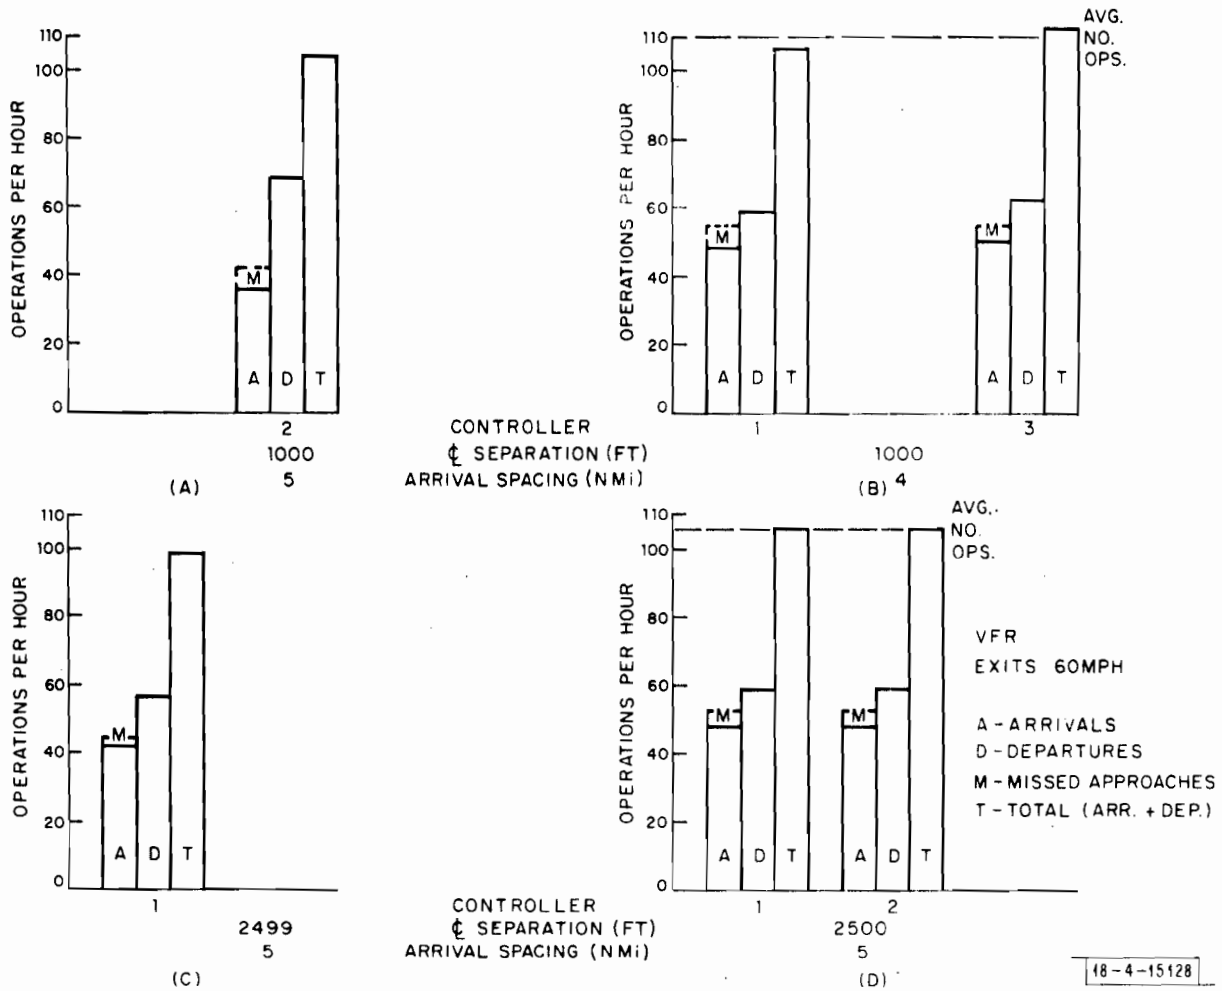 OPERATIONS PER HOUR
110
100
80
60
40
20
0
M
A D T
2
1000
5
(A)
CONTROLLER
℄ SEPARATION (FT)
ARRIVAL SPACING (NMi)
OPERATIONS PER HOUR
110
100
80
60
40
20
0
M
A D T
M
A D T
AVG.
NO.
OPS.
1 3
1000
4
(B)
OPERATIONS PER HOUR
110
100
80
60
40
20
0
M
A D T
1
2499
5
(C)
CONTROLLER
℄ SEPARATION (FT)
ARRIVAL SPACING (NMi)
OPERATIONS PER HOUR
110
100
80
60
40
20
0
M
A D T
M
A D T
AVG.
NO.
OPS.
1 2
2500
5
(D)
VFR
EXITS 60MPH
A - ARRIVALS
D - DEPARTURES
M - MISSED APPROACHES
T - TOTAL (ARR. + DEP.)
18-4-15128